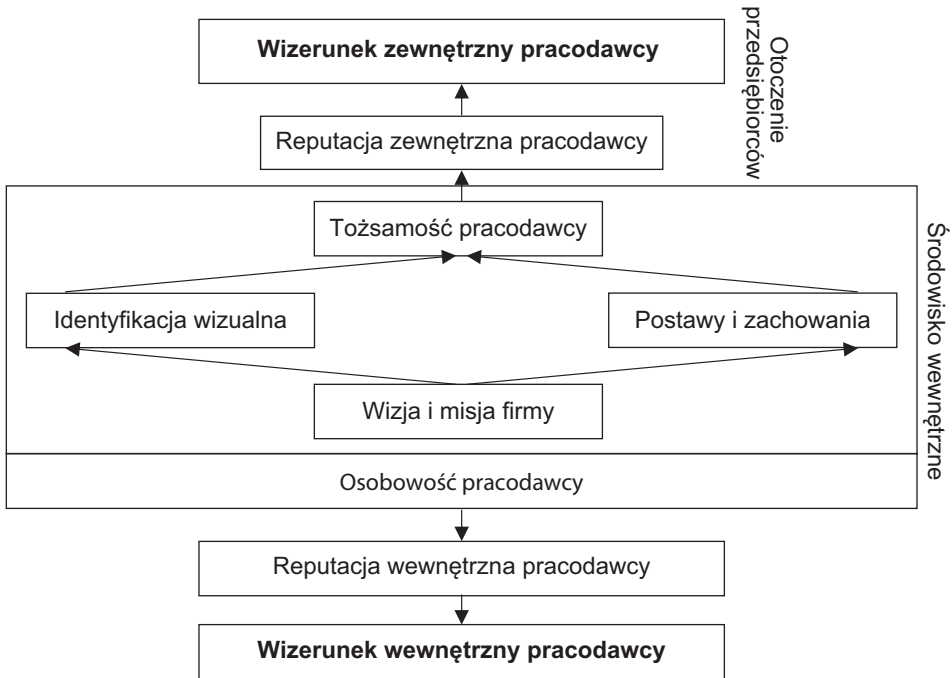 Wizerunek zewnętrzny pracodawcy
Otoczenie
przedsiębiorców
Reputacja zewnętrzna pracodawcy
Tożsamość pracodawcy
Identyfikacja wizualna
Postawy i zachowania
Wizja i misja firmy
Środowisko wewnętrzne
Osobowość pracodawcy
Reputacja wewnętrzna pracodawcy
Wizerunek wewnętrzny pracodawcy